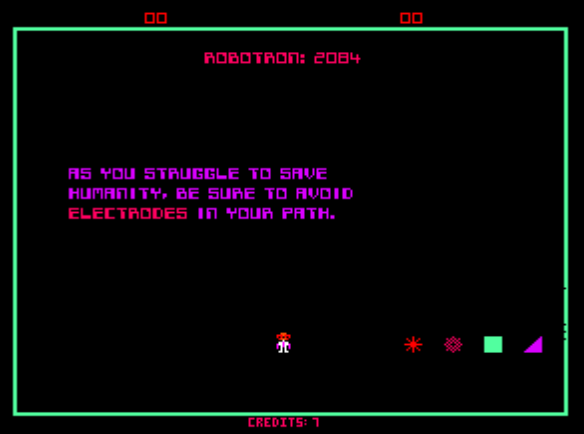 00 00
ROBOTRON: 2084
AS YOU STRUGGLE TO SAVE
HUMANITY, BE SURE TO AVOID
ELECTRODES IN YOUR PATH.
CREDITS: 7